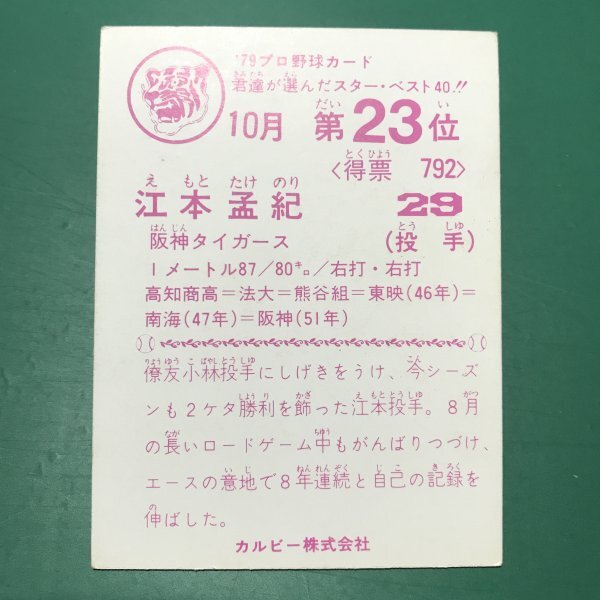 '79プロ野球カード
君達が選んだスター・ベスト40.!!
10月 第23位
〈得票 792〉
江本孟紀 29
阪神タイガース (投手)
1メートル87/80㌔/右打・右打
高知商高=法大=熊谷組=東映(46年)=
南海(47年)=阪神(51年)
僚友小林投手にしげきをうけ、今シーズ
ンも2ケタ勝利を飾った江本投手。8月
の長いロードゲーム中もがんばりつづけ、
エースの意地で8年連続と自己の記録を
伸ばした。
カルビー株式会社